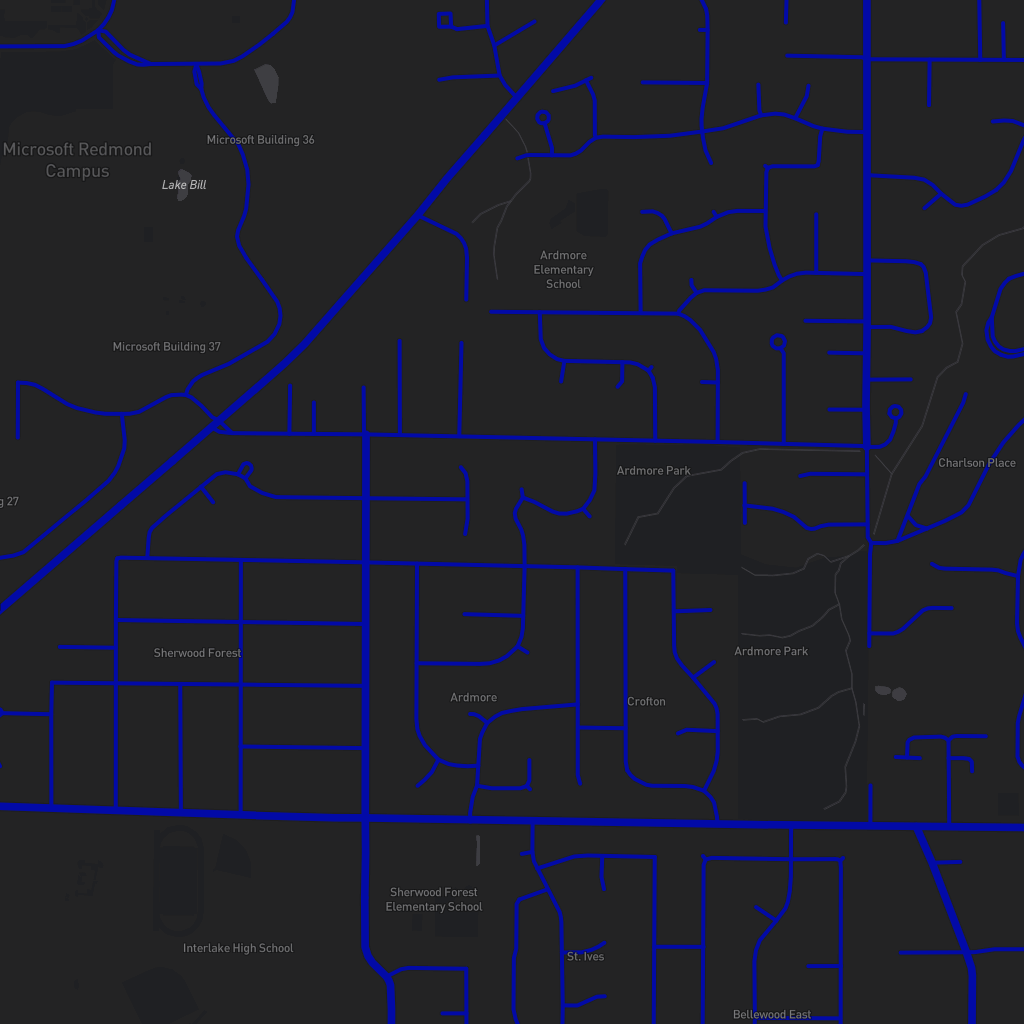 Microsoft Building 36
Microsoft Redmond
Campus
Lake Bill
Ardmore
Elementary
School
Microsoft Building 37
Ardmore Park
Charlson Place
g 27
Sherwood Forest
Ardmore Park
Ardmore
Crofton
Sherwood Forest
Elementary School
Interlake High School
St. Ives
Bellewood East